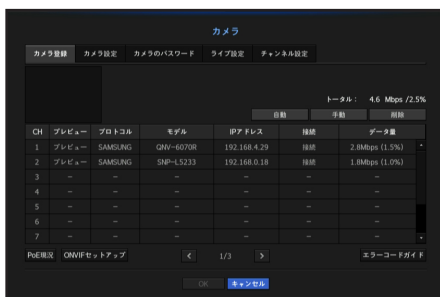 カメラ
カメラ登録 カメラ設定 カメラのパスワード ライブ設定 チャンネル設定
トータル： 4.6 Mbps /2.5%
自動 手動 削除
CH プレビュー プロトコル モデル IPアドレス 接続 データ量
1 プレビュー SAMSUNG QNV-6070R 192.168.4.29 接続 2.8Mbps (1.5%)
2 プレビュー SAMSUNG SNP-L5233 192.168.0.18 接続 1.8Mbps (1.0%)
3 – – – – – –
4 – – – – – –
5 – – – – – –
6 – – – – – –
7 – – – – – –
PoE現況 ONVIFセットアップ < 1/3 > エラーコードガイド
OK キャンセル